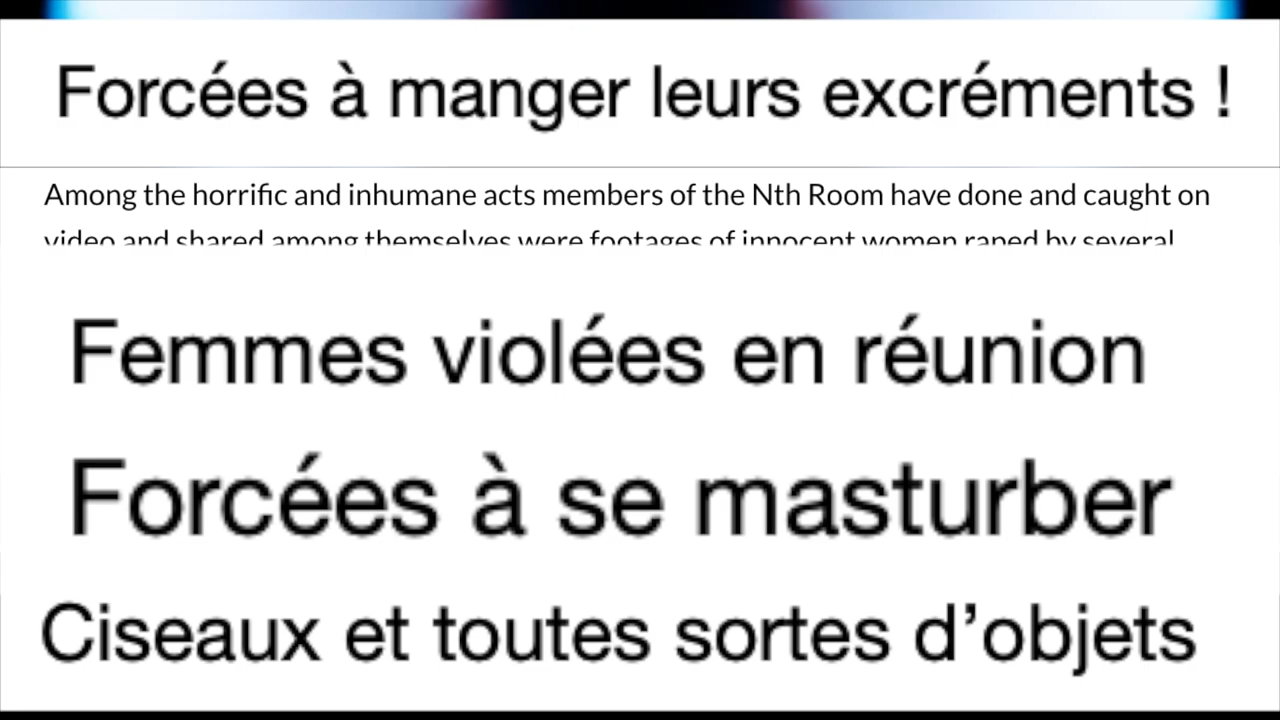 Forcées à manger leurs excréments !
Among the horrific and inhumane acts members of the Nth Room have done and caught on
video and shared among themselves were footages of innocent women raped by several
Femmes violées en réunion
Forcées à se masturber
Ciseaux et toutes sortes d’objets